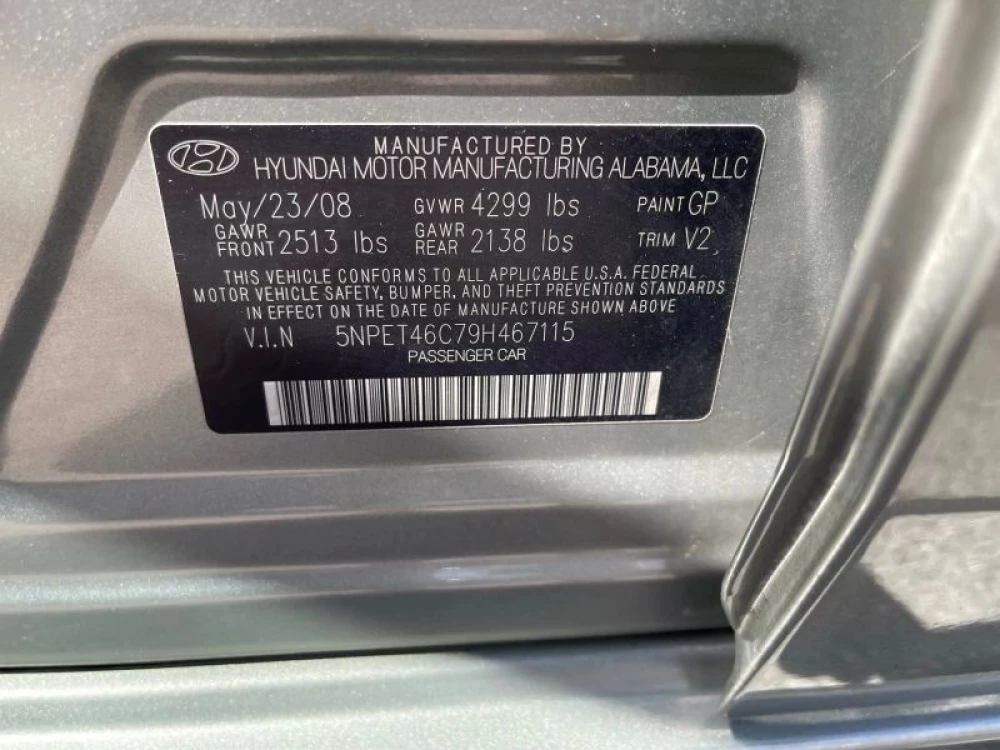 MANUFACTURED BY
HYUNDAI MOTOR MANUFACTURING ALABAMA, LLC
May/23/08 GVWR 4299 lbs PAINT GP
GAWR FRONT 2513 lbs GAWR REAR 2138 lbs TRIM V2
THIS VEHICLE CONFORMS TO ALL APPLICABLE U.S.A. FEDERAL
MOTOR VEHICLE SAFETY, BUMPER, AND THEFT PREVENTION STANDARDS
IN EFFECT ON THE DATE OF MANUFACTURE SHOWN ABOVE
V.I.N 5NPET46C79H467115
PASSENGER CAR